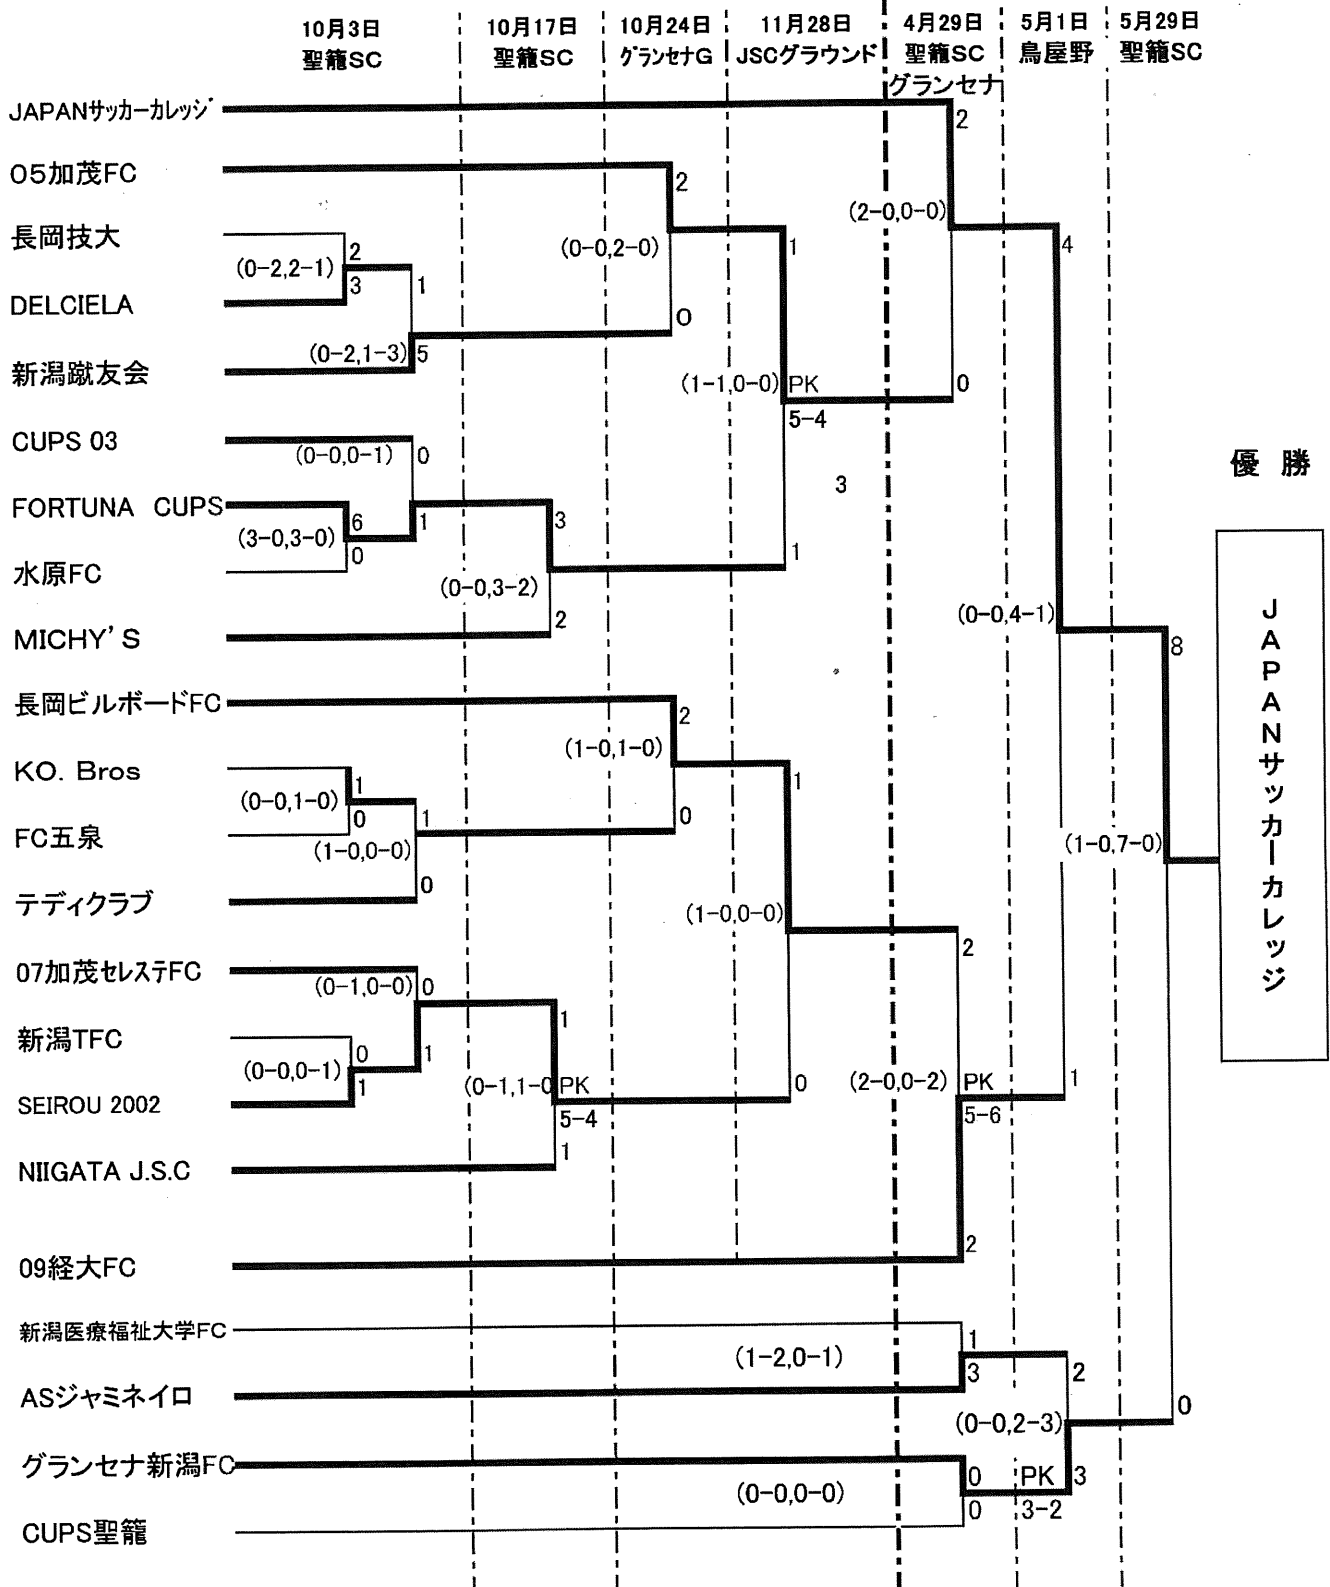 10月3日 10月17日 10月24日 11月28日 4月29日 5月1日 5月29日
聖籠SC 聖籠SC グランセナG JSCグラウンド 聖籠SC 鳥屋野 聖籠SC
グランセナ
JAPANサッカーカレッジ
2
05加茂FC
2
(2-0,0-0)
長岡技大
2
(0-2,2-1)
3
(0-0,2-0)
1
4
DELCIELA
1
0
新潟蹴友会
(0-2,1-3)
5
(1-1,0-0)
PK
5-4
0
CUPS 03
(0-0,0-1)
0
優勝
3
FORTUNA CUPS
6
1
3
(3-0,3-0)
0
1
水原FC
(0-0,3-2)
2
(0-0,4-1)
MICHY'S
8
長岡ビルボードFC
2
(1-0,1-0)
KO. Bros
1
(0-0,1-0)
0
1
1
0
FC五泉
(1-0,0-0)
(1-0,7-0)
0
テディクラブ
(1-0,0-0)
2
07加茂セレステFC
(0-1,0-0)
0
1
新潟TFC
0
1
(0-0,0-1)
1
(0-1,1-0
PK
5-4
0
(2-0,0-2)
PK
5-6
1
SEIROU 2002
1
NIIGATA J.S.C
2
09経大FC
新潟医療福祉大学FC
1
(1-2,0-1)
3
2
ASジャミネイロ
(0-0,2-3)
0
グランセナ新潟FC
0
PK
3
(0-0,0-0)
0
3-2
CUPS聖籠
JAPANサッカーカレッジ